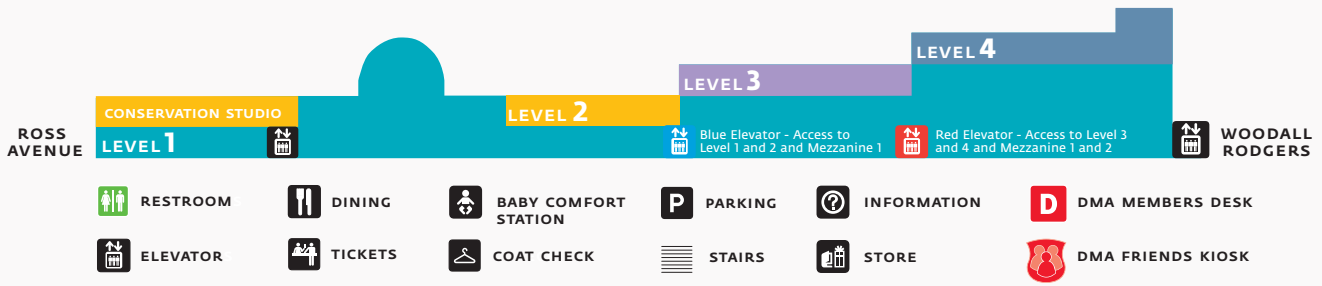 LEVEL 4
LEVEL 3
CONSERVATION STUDIO
LEVEL 2
ROSS
AVENUE
LEVEL 1
Blue Elevator - Access to
Level 1 and 2 and Mezzanine 1
Red Elevator - Access to Level 3
and 4 and Mezzanine 1 and 2
WOODALL
RODGERS
RESTROOMS
DINING
BABY COMFORT
STATION
P PARKING
? INFORMATION
D DMA MEMBERS DESK
ELEVATORS
TICKETS
COAT CHECK
STAIRS
STORE
DMA FRIENDS KIOSK